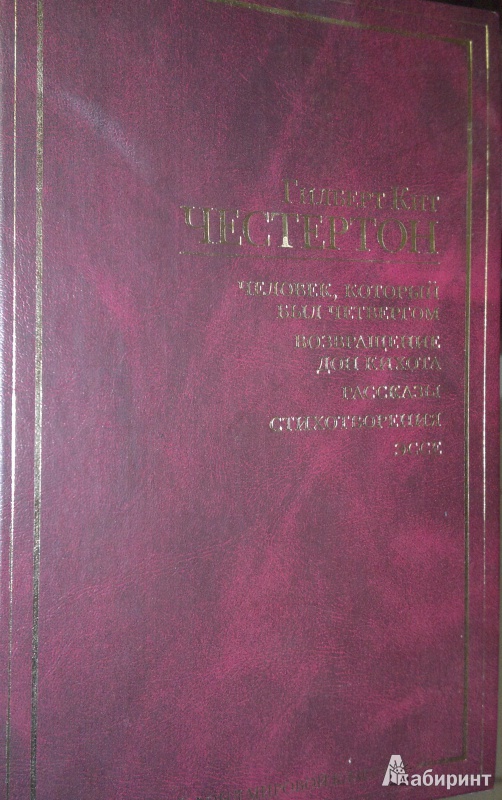 Гилберт Кит
ЧЕСТЕРТОН
ЧЕЛОВЕК, КОТОРЫЙ
БЫЛ ЧЕТВЕРГОМ
ВОЗВРАЩЕНИЕ
ДОН КИХОТА
РАССКАЗЫ
СТИХОТВОРЕНИЯ
ЭССЕ
Лабиринт